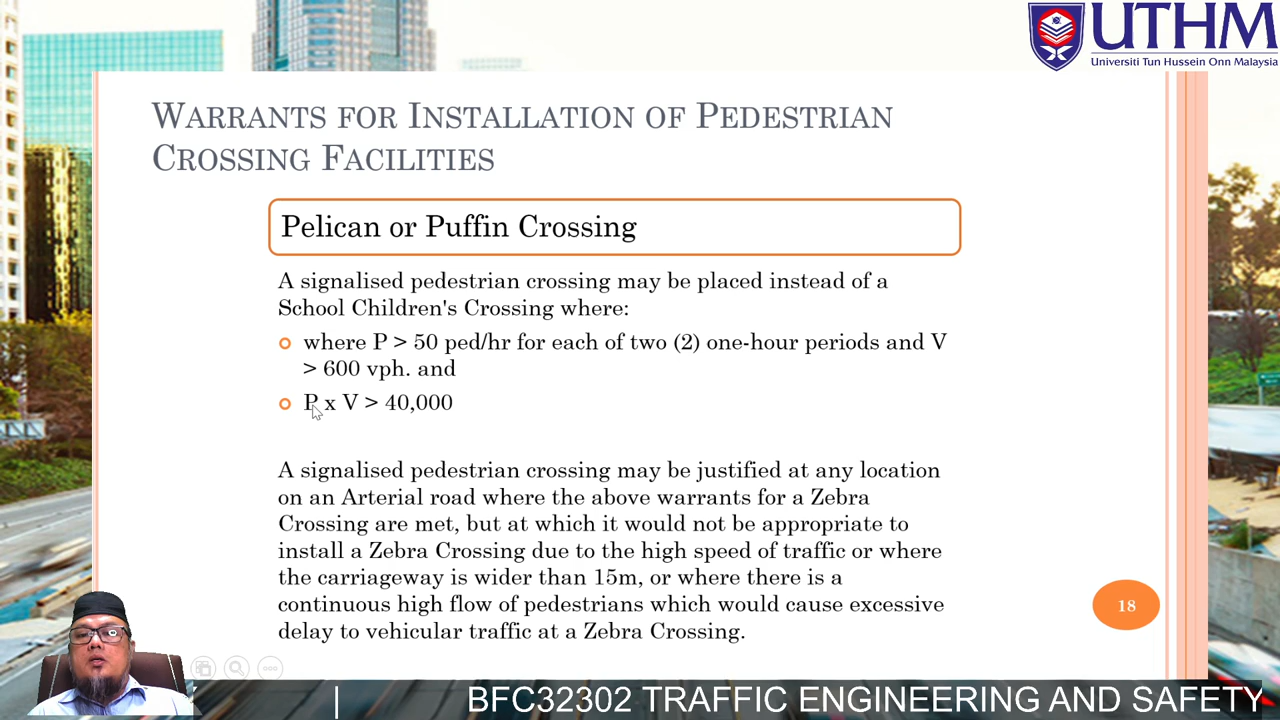 UTHM
Universiti Tun Hussein Onn Malaysia
WARRANTS FOR INSTALLATION OF PEDESTRIAN
CROSSING FACILITIES
Pelican or Puffin Crossing
A signalised pedestrian crossing may be placed instead of a
School Children's Crossing where:
where P > 50 ped/hr for each of two (2) one-hour periods and V
> 600 vph. and
P x V > 40,000
A signalised pedestrian crossing may be justified at any location
on an Arterial road where the above warrants for a Zebra
Crossing are met, but at which it would not be appropriate to
install a Zebra Crossing due to the high speed of traffic or where
the carriageway is wider than 15m, or where there is a
continuous high flow of pedestrians which would cause excessive
delay to vehicular traffic at a Zebra Crossing.
18
| BFC32302 TRAFFIC ENGINEERING AND SAFETY